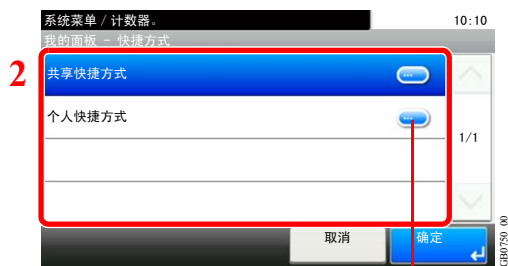 系统菜单 / 计数器。 10:10
我的面板 - 快捷方式
2
共享快捷方式
个人快捷方式
1/1
取消 确定
GB0750_00